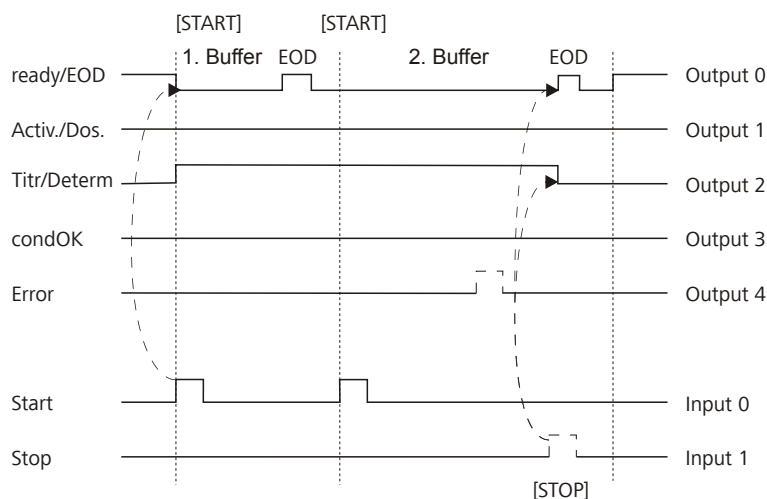 [START] [START]
1. Buffer EOD 2. Buffer EOD
ready/EOD Output 0
Activ./Dos. Output 1
Titr/Determ Output 2
condOK Output 3
Error Output 4
Start Input 0
Stop Input 1
[STOP]